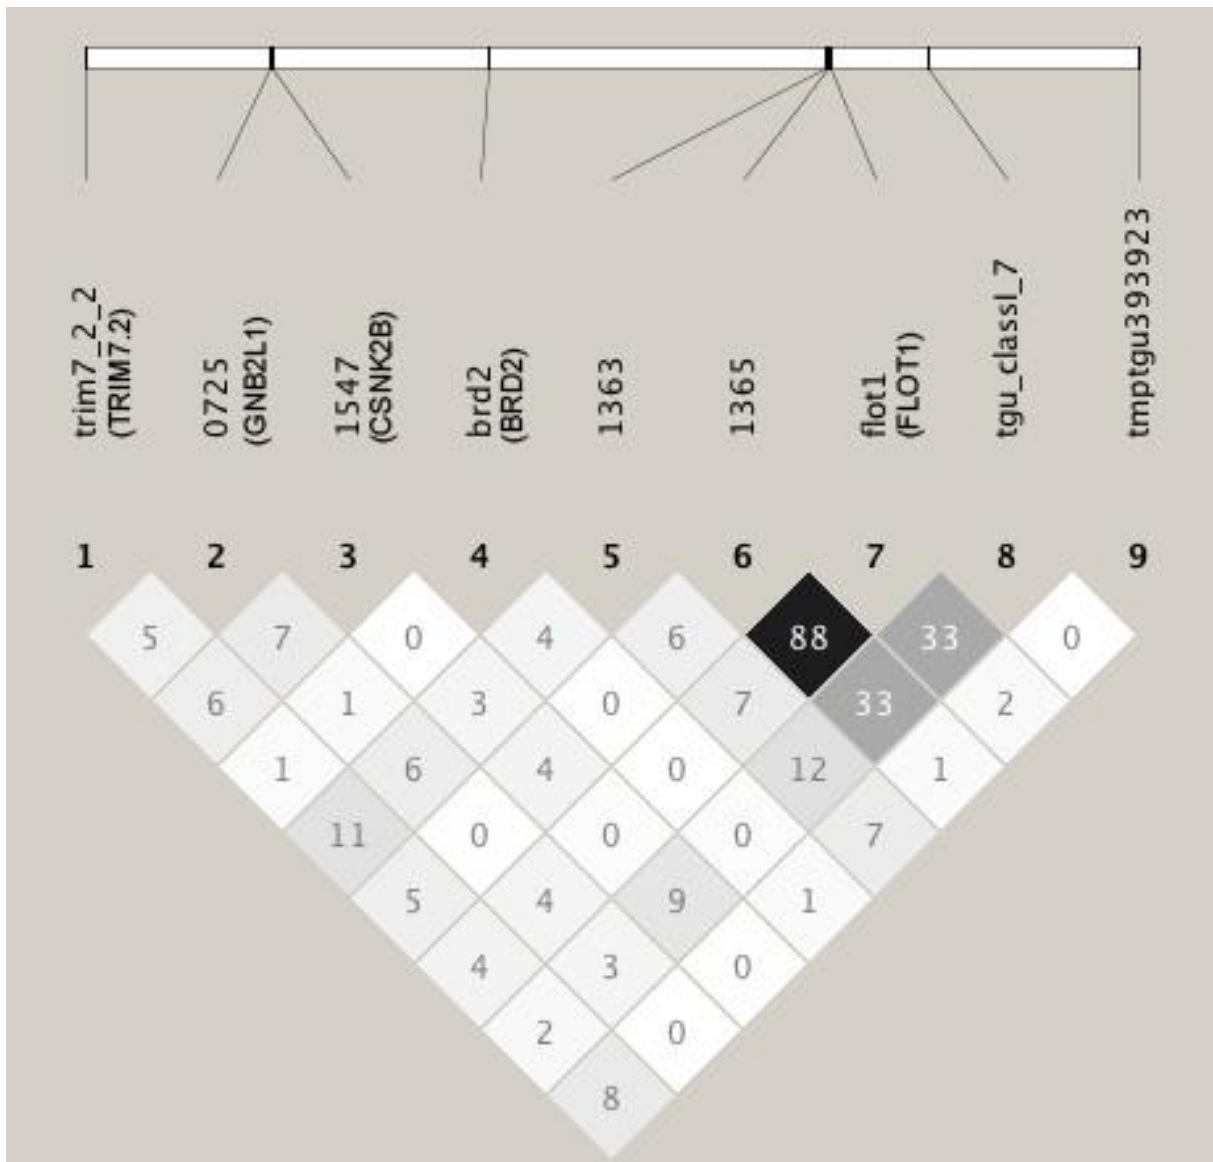 trim7_2_2
(TRIM7.2)
0725
(GNB2L1)
1547
(CSNK2B)
brd2
(BRD2)
1363
1365
flot1
(FLOT1)
tgu_classI_7
tmptgu393923
1 2 3 4 5 6 7 8 9
5 7 0 4 6 88 33 0
6 1 3 0 7 33 2
1 6 4 0 12 1
11 0 0 0 7
5 4 9 1
4 3 0
2 0
8